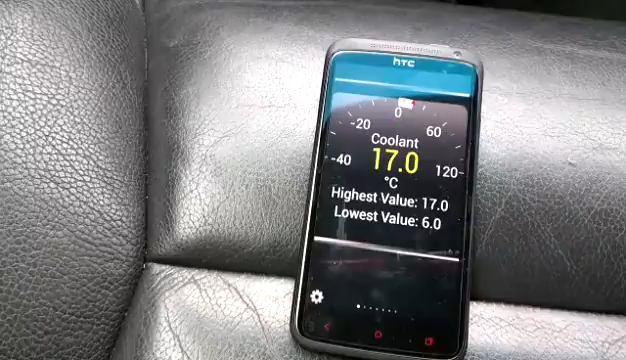 hTC
0
-20 60
Coolant
-40 17.0 120
°C
Highest Value: 17.0
Lowest Value: 6.0